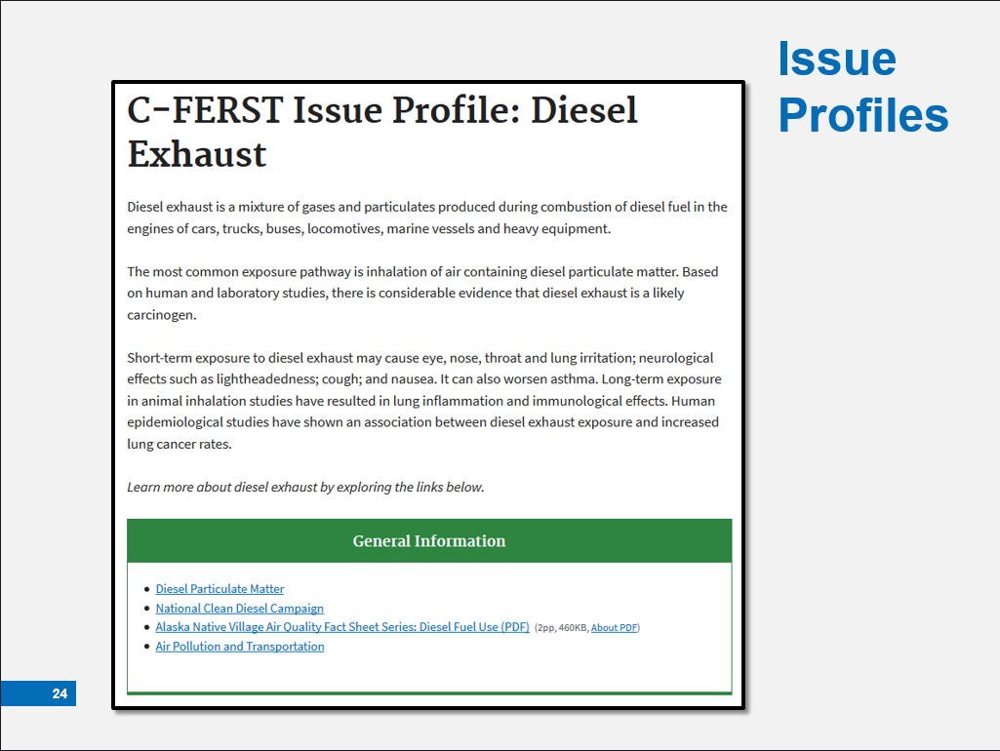 Issue
Profiles
C-FERST Issue Profile: Diesel
Exhaust
Diesel exhaust is a mixture of gases and particulates produced during combustion of diesel fuel in the
engines of cars, trucks, buses, locomotives, marine vessels and heavy equipment.
The most common exposure pathway is inhalation of air containing diesel particulate matter. Based
on human and laboratory studies, there is considerable evidence that diesel exhaust is a likely
carcinogen.
Short-term exposure to diesel exhaust may cause eye, nose, throat and lung irritation; neurological
effects such as lightheadedness; cough; and nausea. It can also worsen asthma. Long-term exposure
in animal inhalation studies have resulted in lung inflammation and immunological effects. Human
epidemiological studies have shown an association between diesel exhaust exposure and increased
lung cancer rates.
Learn more about diesel exhaust by exploring the links below.
General Information
• Diesel Particulate Matter
• National Clean Diesel Campaign
• Alaska Native Village Air Quality Fact Sheet Series: Diesel Fuel Use (PDF) (2pp, 460KB, About PDF)
• Air Pollution and Transportation
24